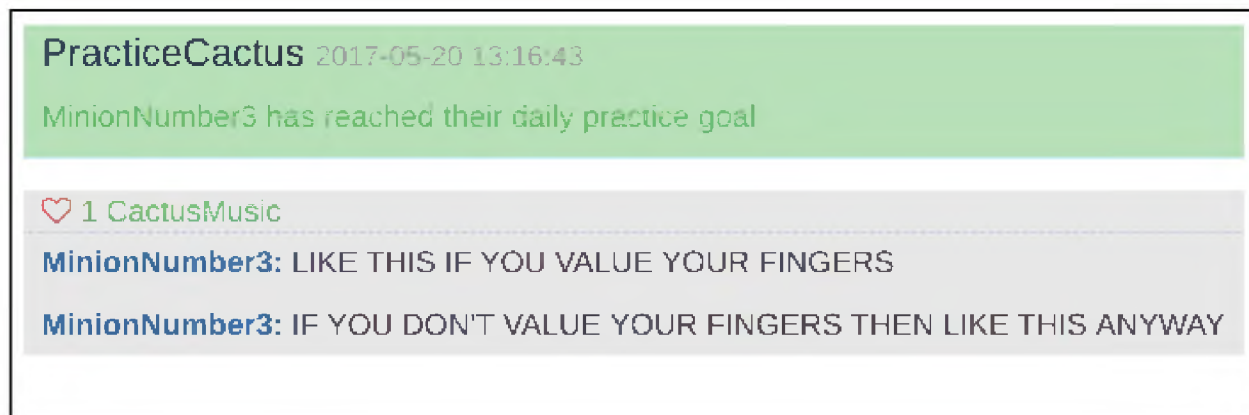 PracticeCactus 2017-05-20 13:16:43
MinionNumber3 has reached their daily practice goal
1 CactusMusic
MinionNumber3: LIKE THIS IF YOU VALUE YOUR FINGERS
MinionNumber3: IF YOU DON'T VALUE YOUR FINGERS THEN LIKE THIS ANYWAY